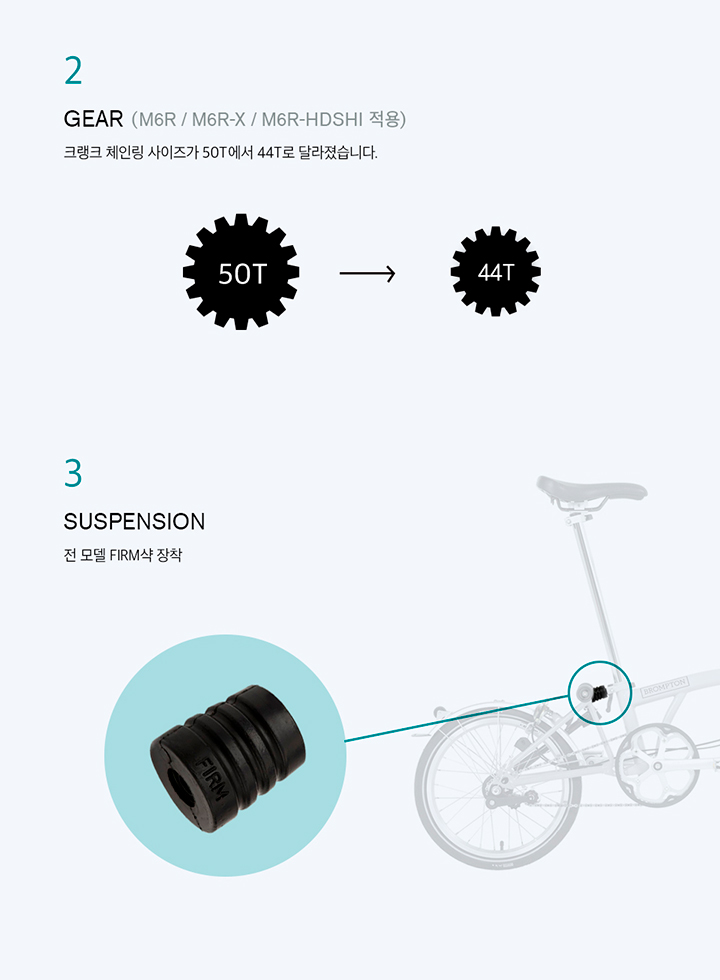 2
GEAR (M6R / M6R-X / M6R-HDSHI 적용)
크랭크 체인링 사이즈가 50T에서 44T로 달라졌습니다.
50T
44T
3
SUSPENSION
전 모델 FIRM샥 장착
BROMPTON
FIRM